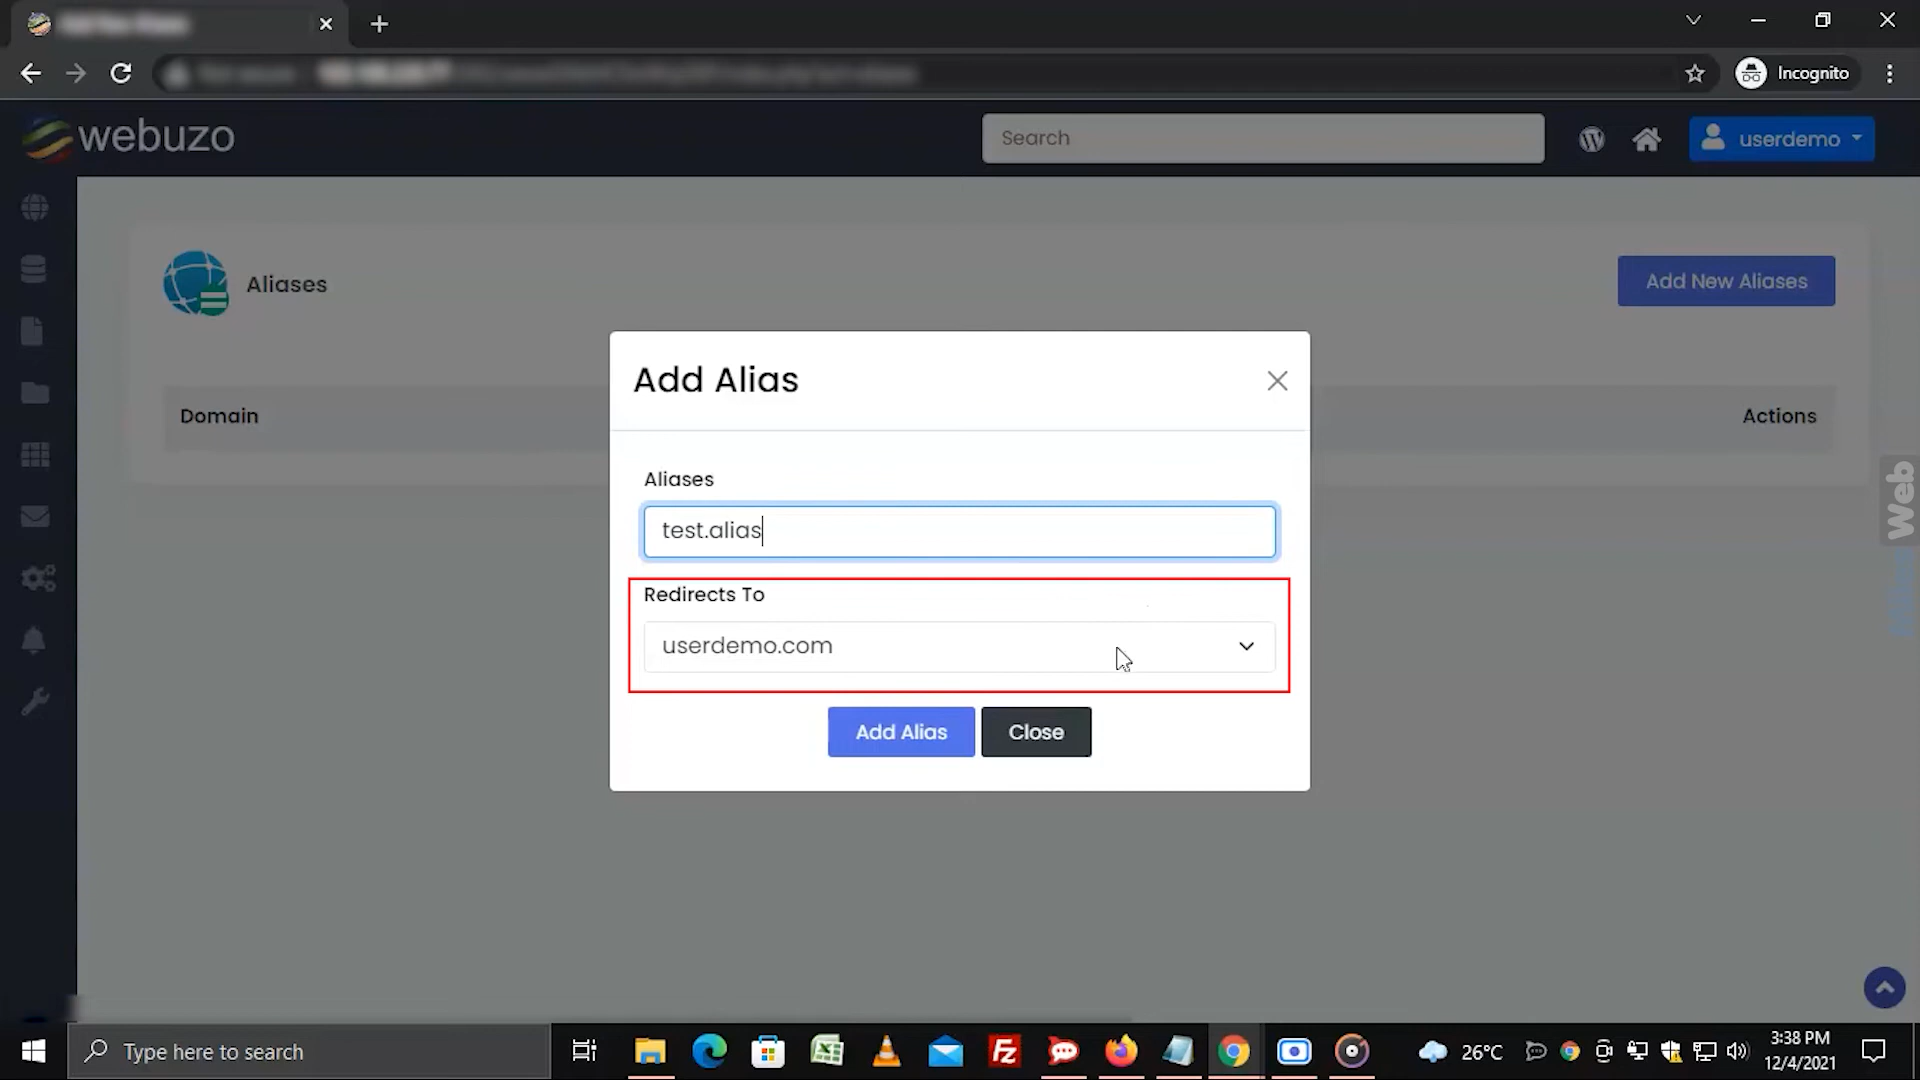 Incognito
webuzo
Search
userdemo
Aliases
Add New Aliases
Add Alias
Domain
Actions
Aliases
test.alias
Web
Redirects To
userdemo.com
Add Alias
Close
Type here to search
26°C
3:38 PM
12/4/2021